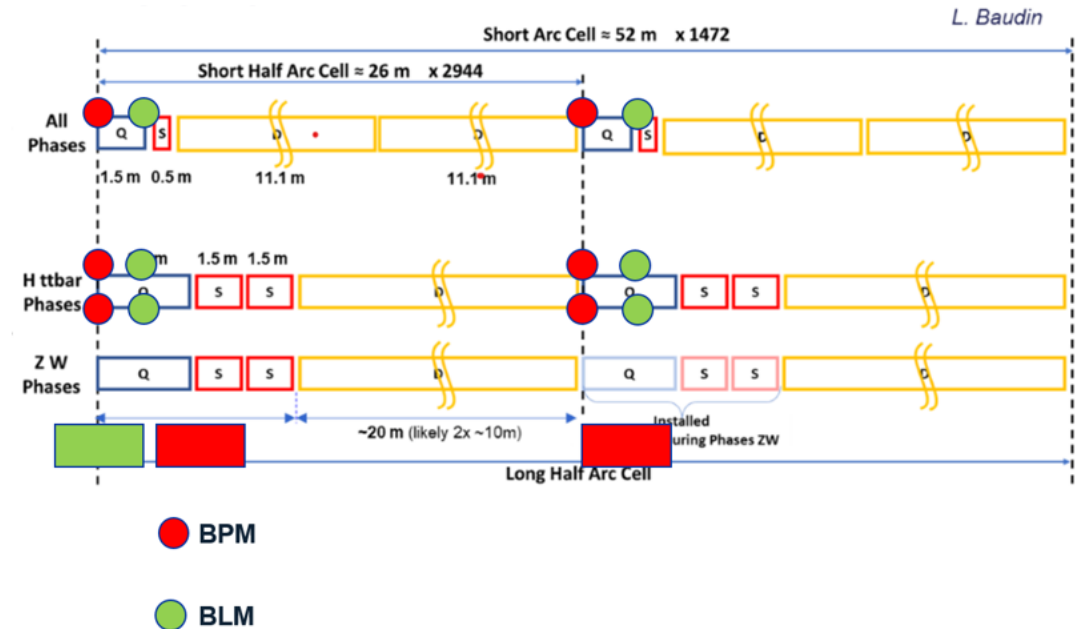 L. Baudin
Short Arc Cell ≈ 52 m x 1472
Short Half Arc Cell ≈ 26 m x 2944
All
Phases
Q S D D Q S D D
1.5 m 0.5 m 11.1 m 11.1 m
m 1.5 m 1.5 m
H ttbar
Phases
Q S S D Q S S D
Z W
Phases
Q S S D Q S S D
~20 m (likely 2x ~10m)
Installed
uring Phases ZW
Long Half Arc Cell
BPM
BLM